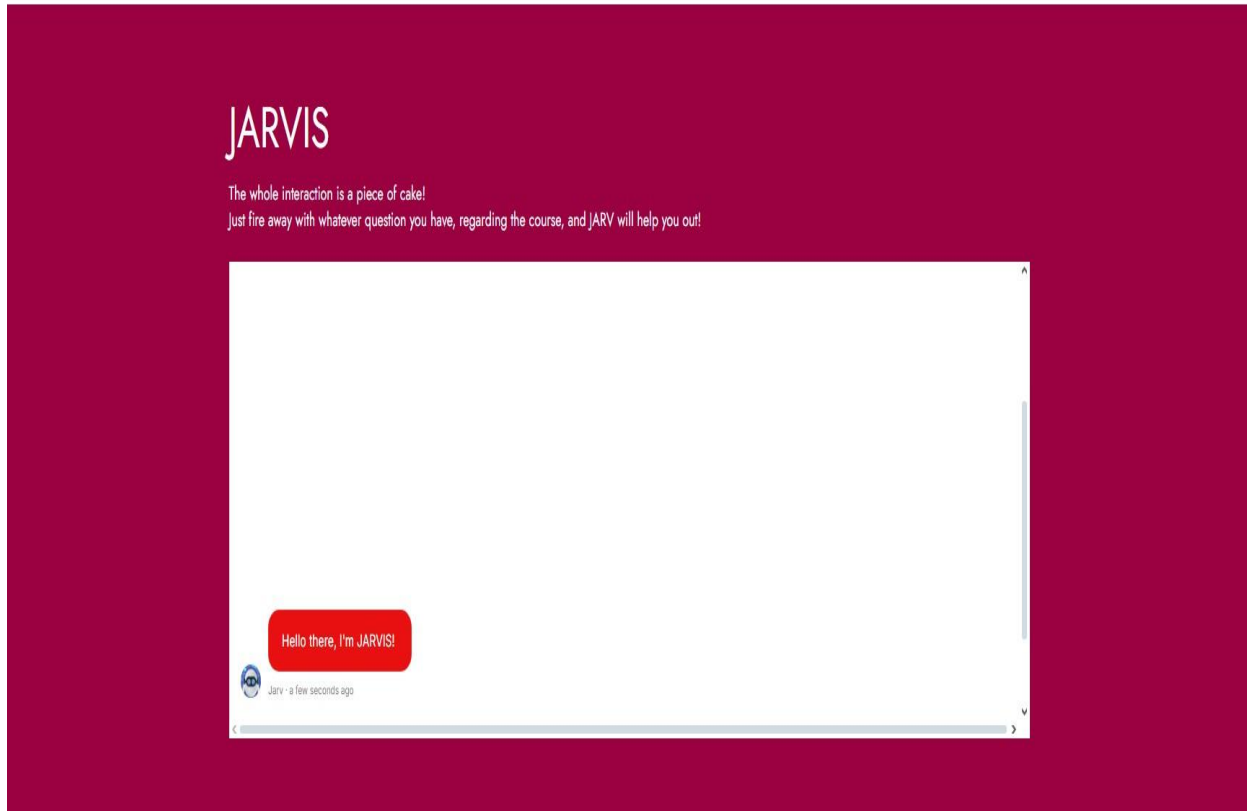 JARVIS
The whole interaction is a piece of cake!
Just fire away with whatever question you have, regarding the course, and JARV will help you out!
Hello there, I'm JARVIS!
Jarv · a few seconds ago